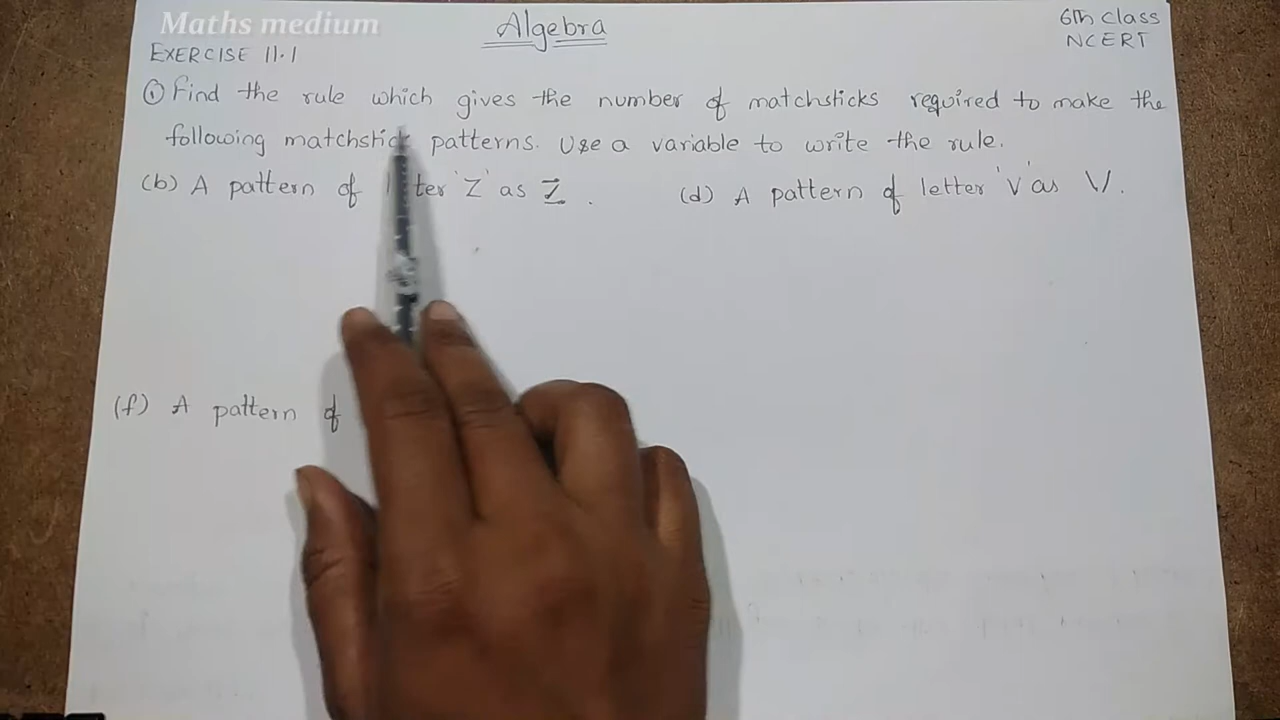 Maths medium
Algebra
6th Class
NCERT
EXERCISE 11.1
① Find the rule which gives the number of matchsticks required to make the
following matchstick patterns. Use a variable to write the rule.
(b) A pattern of 'Z' as Z.
(d) A pattern of letter 'V' as V.
(f) A pattern of